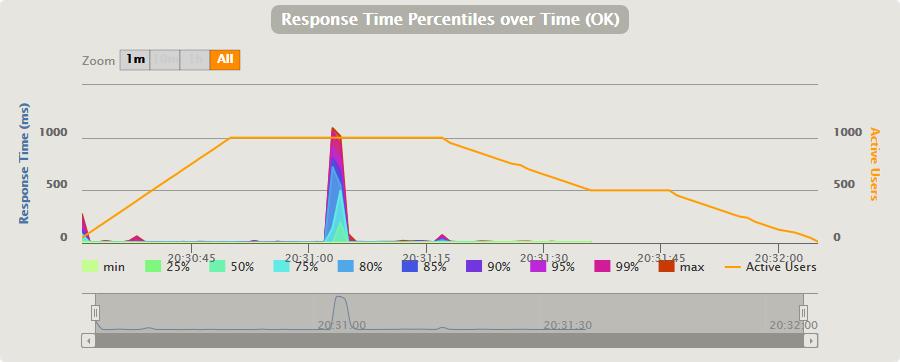 Response Time Percentiles over Time (OK)
Zoom 1m 10m 1h All
Response Time (ms)
Active Users
1000 1000
500 500
0 0
20:30:45 20:31:00 20:31:15 20:31:30 20:31:45 20:32:00
min 25% 50% 75% 80% 85% 90% 95% 99% max Active Users
20:31:00 20:31:30 20:32:00